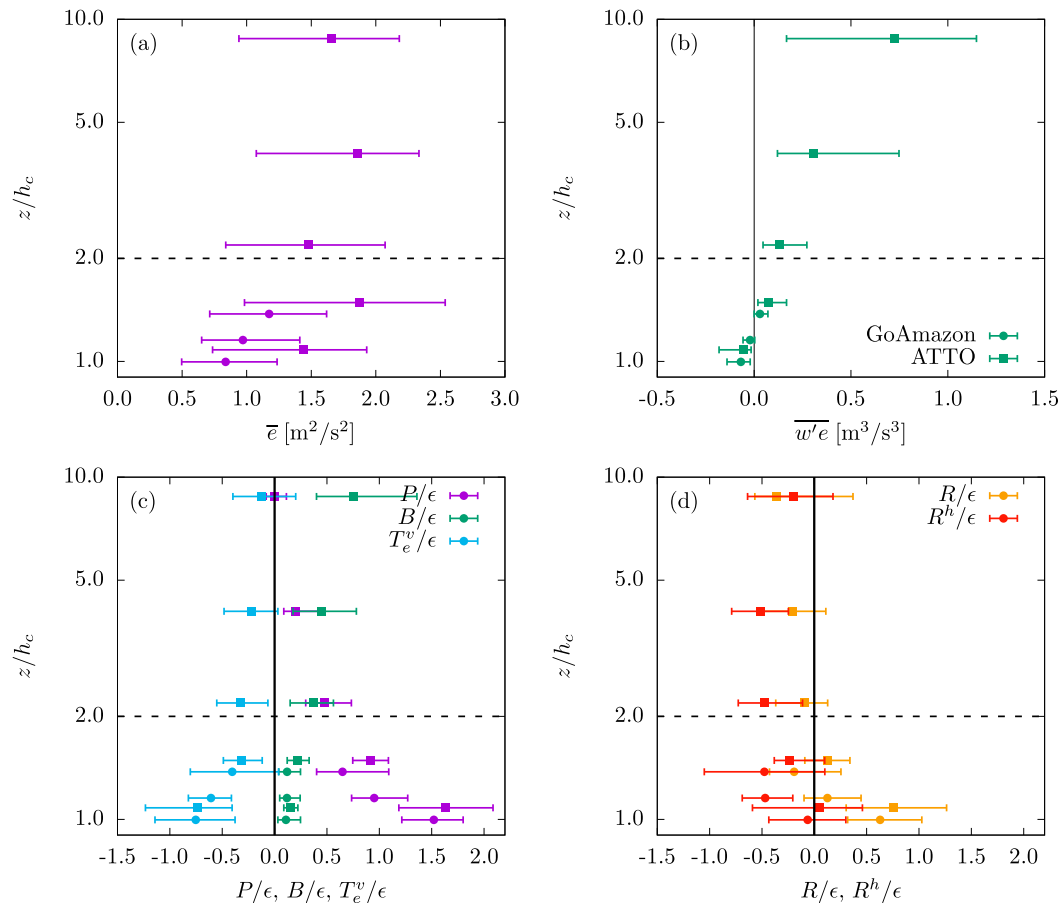 (a)
10.0
5.0
2.0
1.0
z/h_c
0.0 0.5 1.0 1.5 2.0 2.5 3.0
e̅ [m²/s²]
(b)
10.0
5.0
2.0
1.0
z/h_c
GoAmazon
ATTO
-0.5 0.0 0.5 1.0 1.5
w′e̅ [m³/s³]
(c)
10.0
5.0
2.0
1.0
z/h_c
P/ϵ
B/ϵ
T_e^v/ϵ
-1.5 -1.0 -0.5 0.0 0.5 1.0 1.5 2.0
P/ϵ, B/ϵ, T_e^v/ϵ
(d)
10.0
5.0
2.0
1.0
z/h_c
R/ϵ
R^h/ϵ
-1.5 -1.0 -0.5 0.0 0.5 1.0 1.5 2.0
R/ϵ, R^h/ϵ